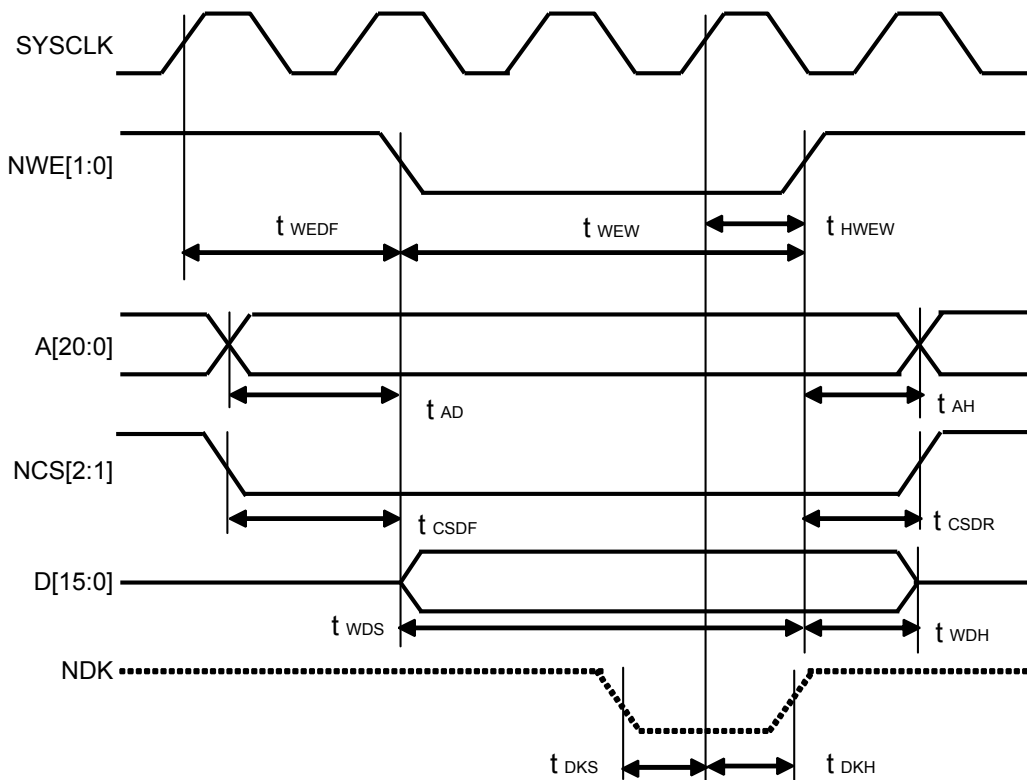 SYSCLK
NWE[1:0]
t WEDF
t WEW
t HWEW
A[20:0]
t AD
t AH
NCS[2:1]
t CSDF
t CSDR
D[15:0]
t WDS
t WDH
NDK
t DKS
t DKH